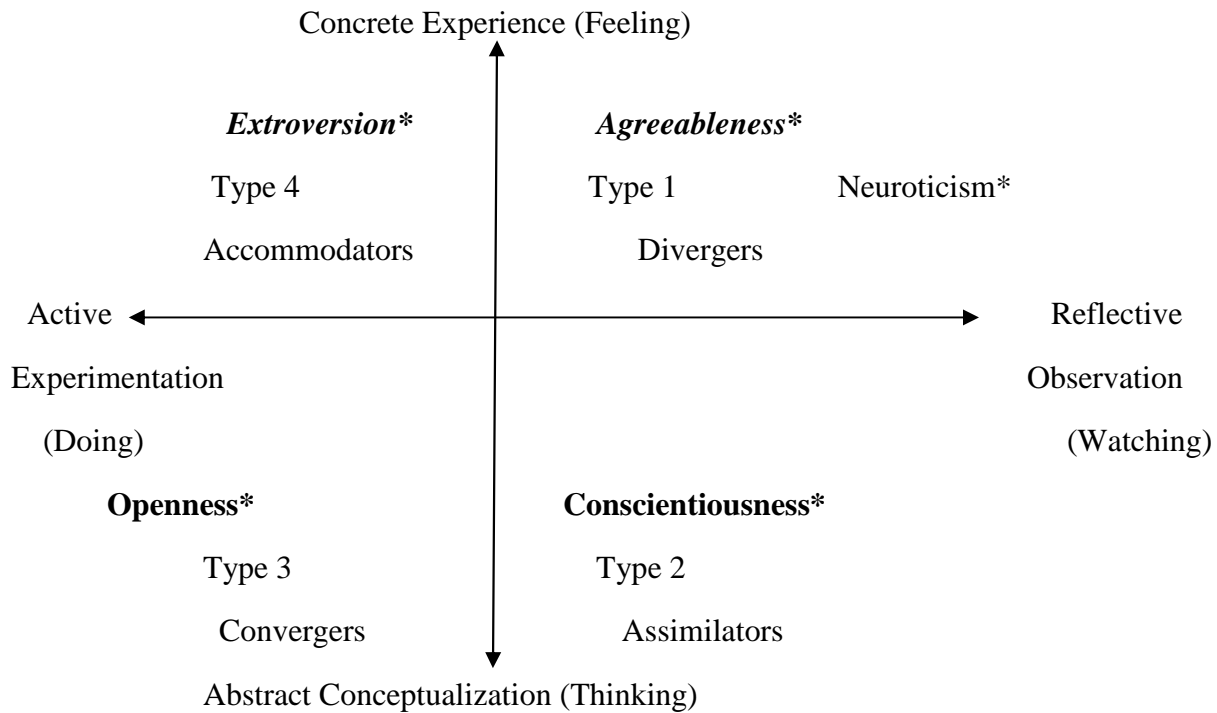 Concrete Experience (Feeling)
Extroversion* Agreeableness*
Type 4 Type 1 Neuroticism*
Accommodators Divergers
Active Reflective
Experimentation Observation
(Doing) (Watching)
Openness* Conscientiousness*
Type 3 Type 2
Convergers Assimilators
Abstract Conceptualization (Thinking)